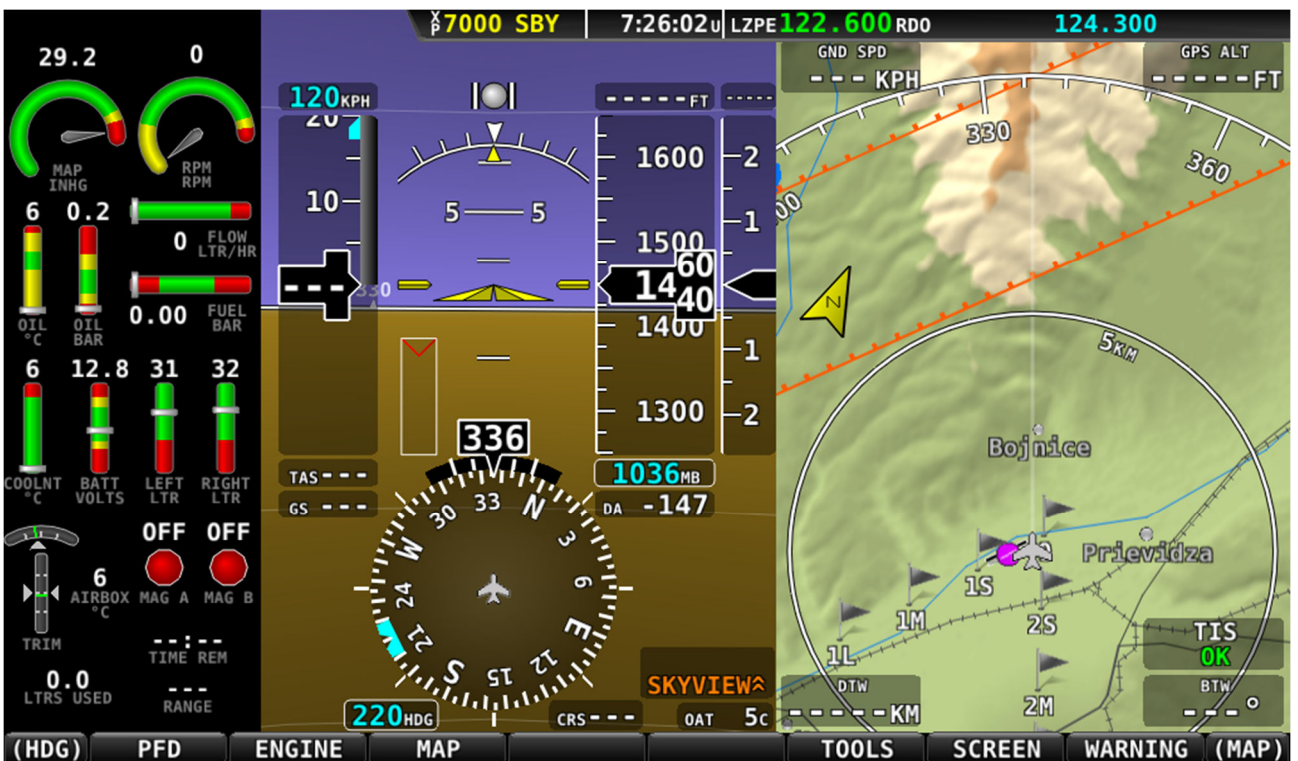 XP 7000 SBY 7:26:02U LZPE 122.600 RDO 124.300
29.2
0
MAP
INHG
RPM
RPM
6
0.2
0
FLOW
LTR/HR
0.00
FUEL
BAR
OIL
°C
OIL
BAR
6
12.8
31
32
COOLNT
°C
BATT
VOLTS
LEFT
LTR
RIGHT
LTR
OFF
OFF
MAG A
MAG B
6
AIRBOX
°C
TRIM
--:--
TIME REM
0.0
LTRS USED
---
RANGE
120KPH
20
10
---
330
5
5
-----FT
-----
1600
1500
14
60
40
1400
1300
2
1
1
2
TAS---
GS ---
336
1036MB
DA -147
33
N
3
6
E
12
15
S
21
24
W
30
220HDG
CRS---
SKYVIEW
OAT 5C
GND SPD
---KPH
GPS ALT
-----FT
330
360
00
N
5KM
Bojnice
Prievidza
1S
1M
1L
2S
2M
TIS
OK
DTW
-----KM
BTW
---°
(HDG) PFD ENGINE MAP TOOLS SCREEN WARNING (MAP)